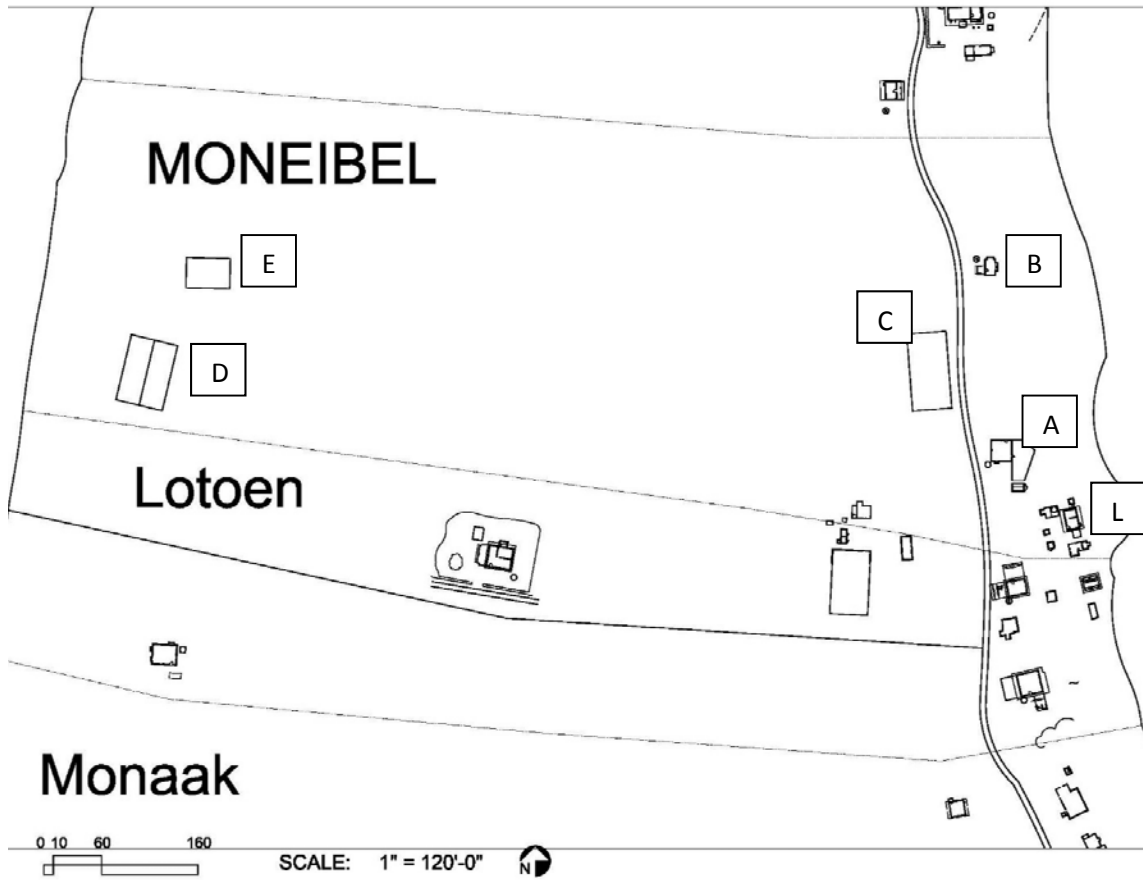 MONEIBEL
E
B
C
D
A
Lotoen
L
Monaak
0 10 60 160
SCALE: 1" = 120'-0"
N